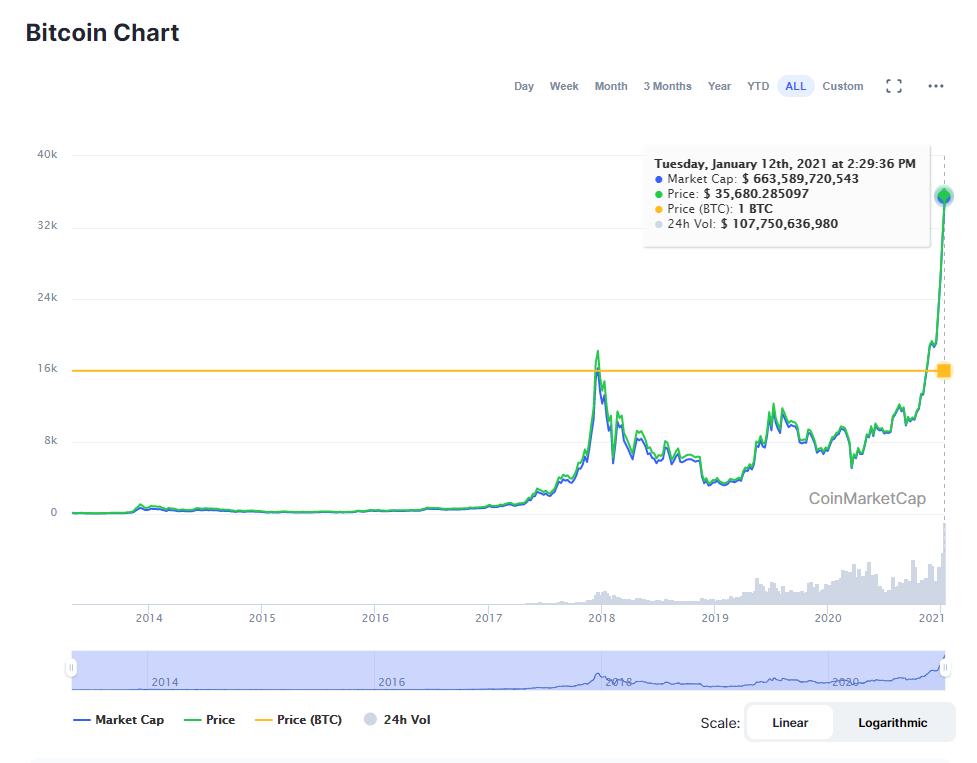 Bitcoin Chart
Day Week Month 3 Months Year YTD ALL Custom
40k
Tuesday, January 12th, 2021 at 2:29:36 PM
Market Cap: $ 663,589,720,543
Price: $ 35,680.285097
Price (BTC): 1 BTC
24h Vol: $ 107,750,636,980
32k
24k
16k
8k
CoinMarketCap
0
2014 2015 2016 2017 2018 2019 2020 2021
2014 2016 2018 2020
Market Cap Price Price (BTC) 24h Vol
Scale: Linear Logarithmic